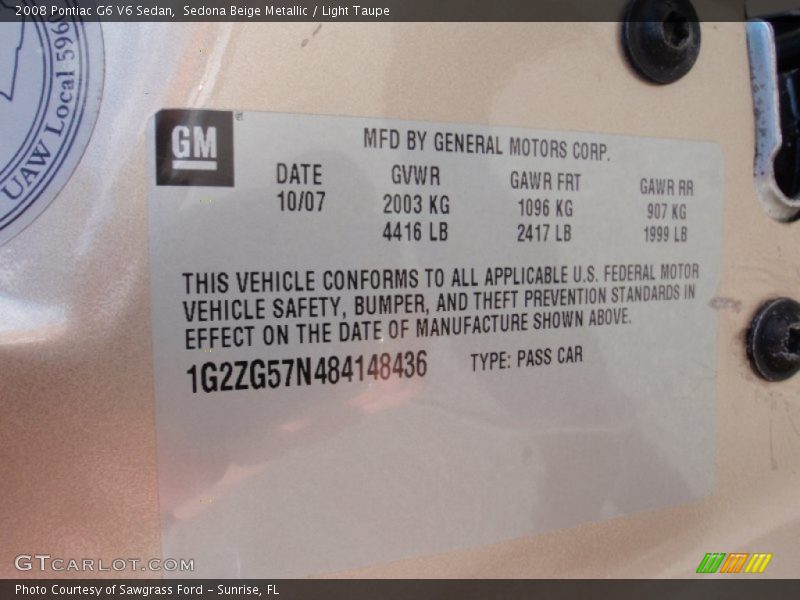 2008 Pontiac G6 V6 Sedan,  Sedona Beige Metallic / Light Taupe
UAW Local 596
GM
MFD BY GENERAL MOTORS CORP.
DATE GVWR GAWR FRT GAWR RR
10/07 2003 KG 1096 KG 907 KG
4416 LB 2417 LB 1999 LB
THIS VEHICLE CONFORMS TO ALL APPLICABLE U.S. FEDERAL MOTOR
VEHICLE SAFETY, BUMPER, AND THEFT PREVENTION STANDARDS IN
EFFECT ON THE DATE OF MANUFACTURE SHOWN ABOVE.
1G2ZG57N484148436 TYPE: PASS CAR
GTCARLOT.COM
Photo Courtesy of Sawgrass Ford - Sunrise, FL